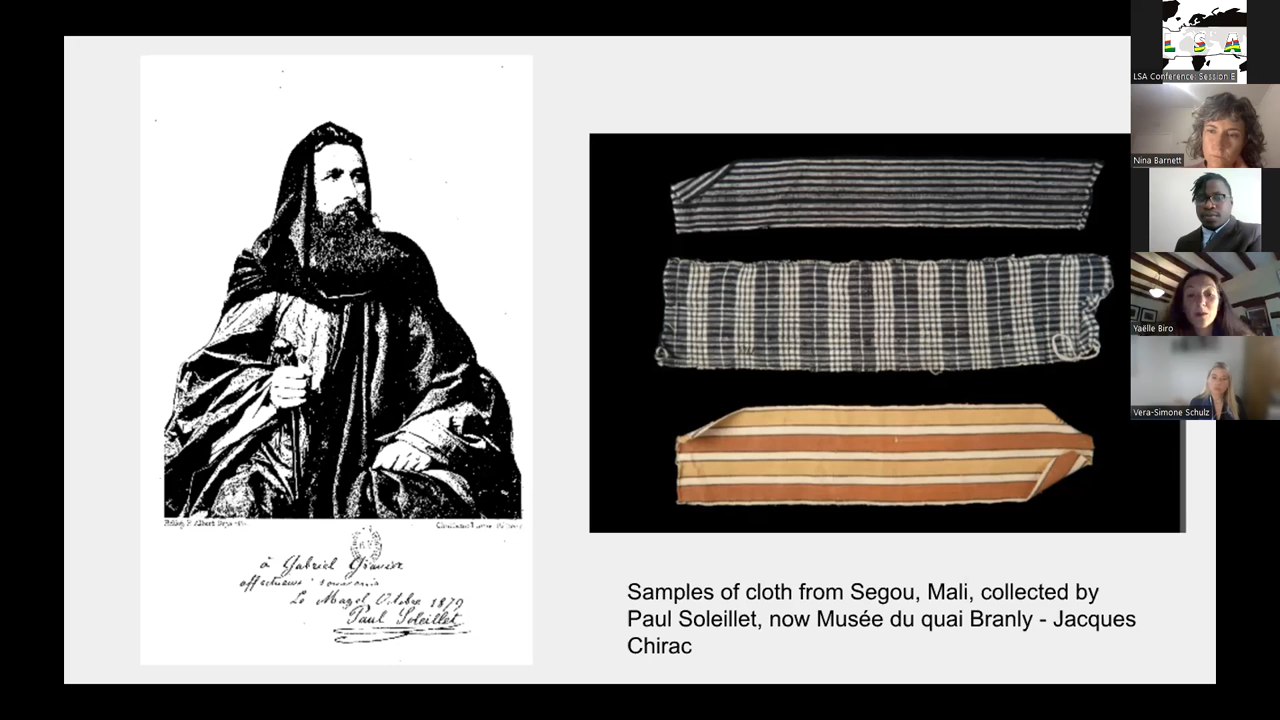 LSA
LSA Conference: Session E
Nina Barnett
Yaëlle Biro
Vera-Simone Schulz
à Gabriel
affectueux souvenir
Le Mazel Octobre 1879
Paul Soleillet
Samples of cloth from Segou, Mali, collected by
Paul Soleillet, now Musée du quai Branly - Jacques
Chirac